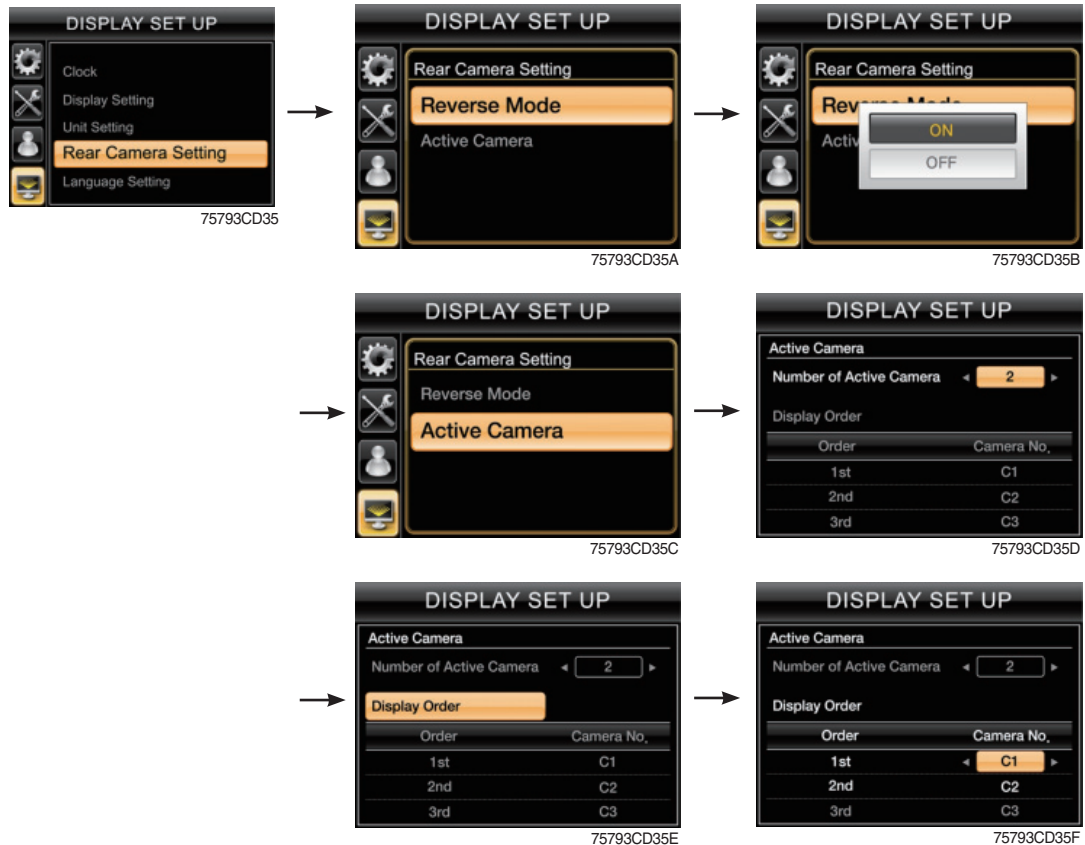 DISPLAY SET UP
Clock
Display Setting
Unit Setting
Rear Camera Setting
Language Setting
75793CD35
DISPLAY SET UP
Rear Camera Setting
Reverse Mode
Active Camera
75793CD35A
DISPLAY SET UP
Rear Camera Setting
ON
OFF
75793CD35B
DISPLAY SET UP
Rear Camera Setting
Reverse Mode
Active Camera
75793CD35C
DISPLAY SET UP
Active Camera
Number of Active Camera 2
Display Order
Order Camera No.
1st C1
2nd C2
3rd C3
75793CD35D
DISPLAY SET UP
Active Camera
Number of Active Camera 2
Display Order
Order Camera No.
1st C1
2nd C2
3rd C3
75793CD35E
DISPLAY SET UP
Active Camera
Number of Active Camera 2
Display Order
Order Camera No.
1st C1
2nd C2
3rd C3
75793CD35F